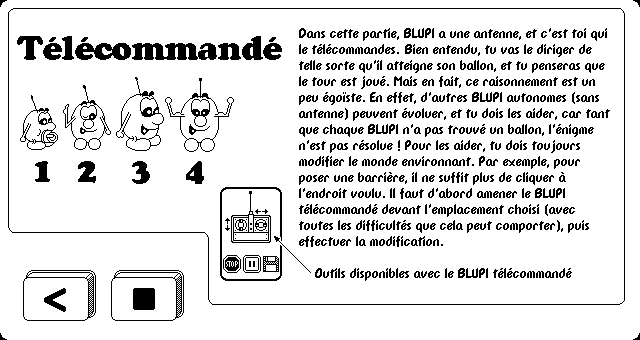 Télécommandé
1 2 3 4
Dans cette partie, BLUPI a une antenne, et c'est toi qui
le télécommandes. Bien entendu, tu vas le diriger de
telle sorte qu'il atteigne son ballon, et tu penseras que
le tour est joué. Mais en fait, ce raisonnement est un
peu égoïste. En effet, d'autres BLUPI autonomes (sans
antenne) peuvent évoluer, et tu dois les aider, car tant
que chaque BLUPI n'a pas trouvé un ballon, l'énigme
n'est pas résolue ! Pour les aider, tu dois toujours
modifier le monde environnant. Par exemple, pour
poser une barrière, il ne suffit plus de cliquer à
l'endroit voulu. Il faut d'abord amener le BLUPI
télécommandé devant l'emplacement choisi (avec
toutes les difficultés que cela peut comporter), puis
effectuer la modification.
STOP
Outils disponibles avec le BLUPI télécommandé
<